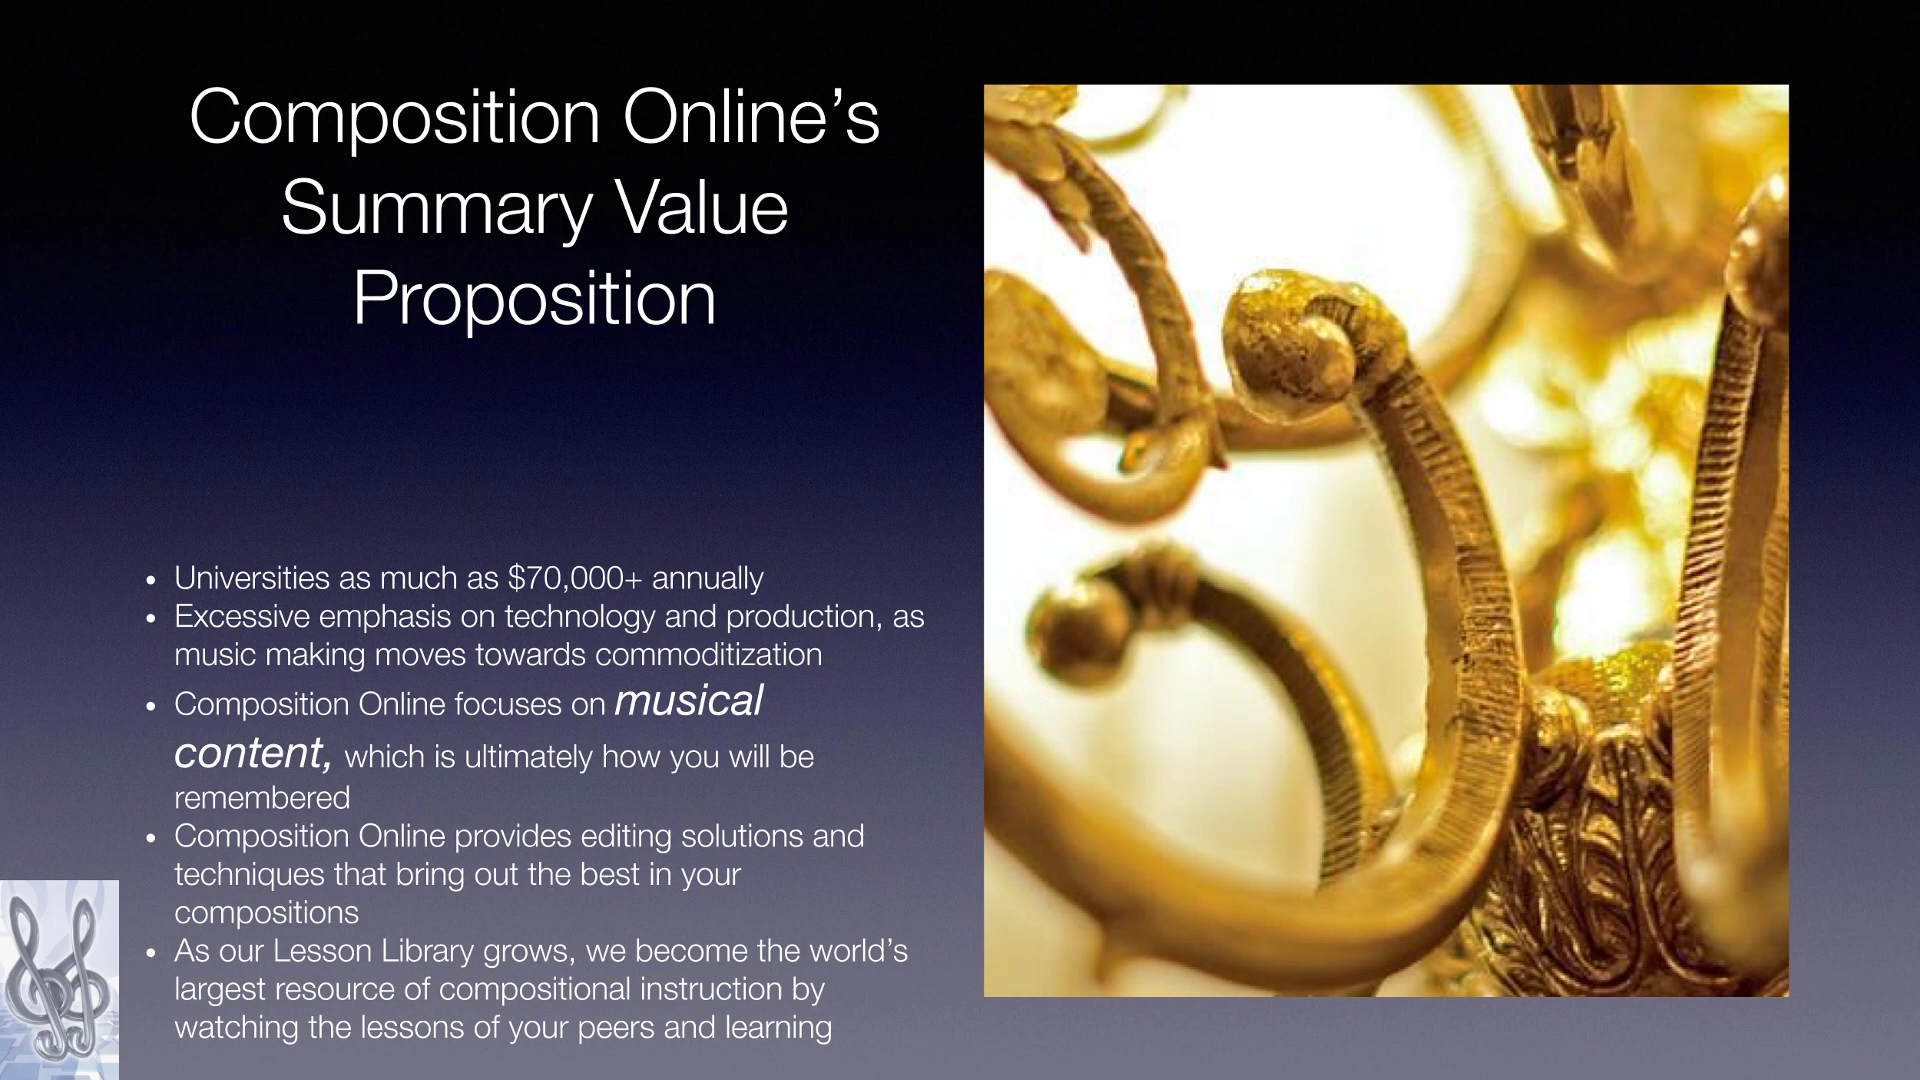 Composition Online’s
Summary Value
Proposition
• Universities as much as $70,000+ annually
• Excessive emphasis on technology and production, as
music making moves towards commoditization
• Composition Online focuses on musical
content, which is ultimately how you will be
remembered
• Composition Online provides editing solutions and
techniques that bring out the best in your
compositions
• As our Lesson Library grows, we become the world’s
largest resource of compositional instruction by
watching the lessons of your peers and learning